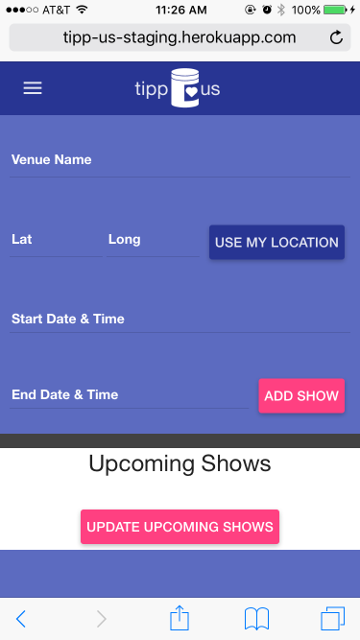 AT&T 11:26 AM 100%
tipp-us-staging.herokuapp.com
tipp us
Venue Name
Lat Long USE MY LOCATION
Start Date & Time
End Date & Time ADD SHOW
Upcoming Shows
UPDATE UPCOMING SHOWS